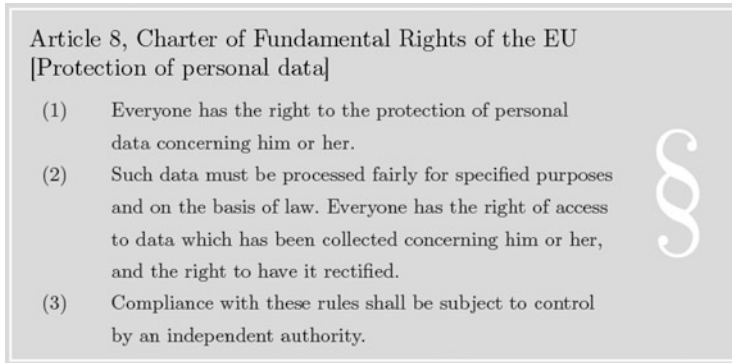 Article 8, Charter of Fundamental Rights of the EU
[Protection of personal data]
(1) Everyone has the right to the protection of personal
data concerning him or her.
(2) Such data must be processed fairly for specified purposes
and on the basis of law. Everyone has the right of access
to data which has been collected concerning him or her,
and the right to have it rectified.
(3) Compliance with these rules shall be subject to control
by an independent authority.
§